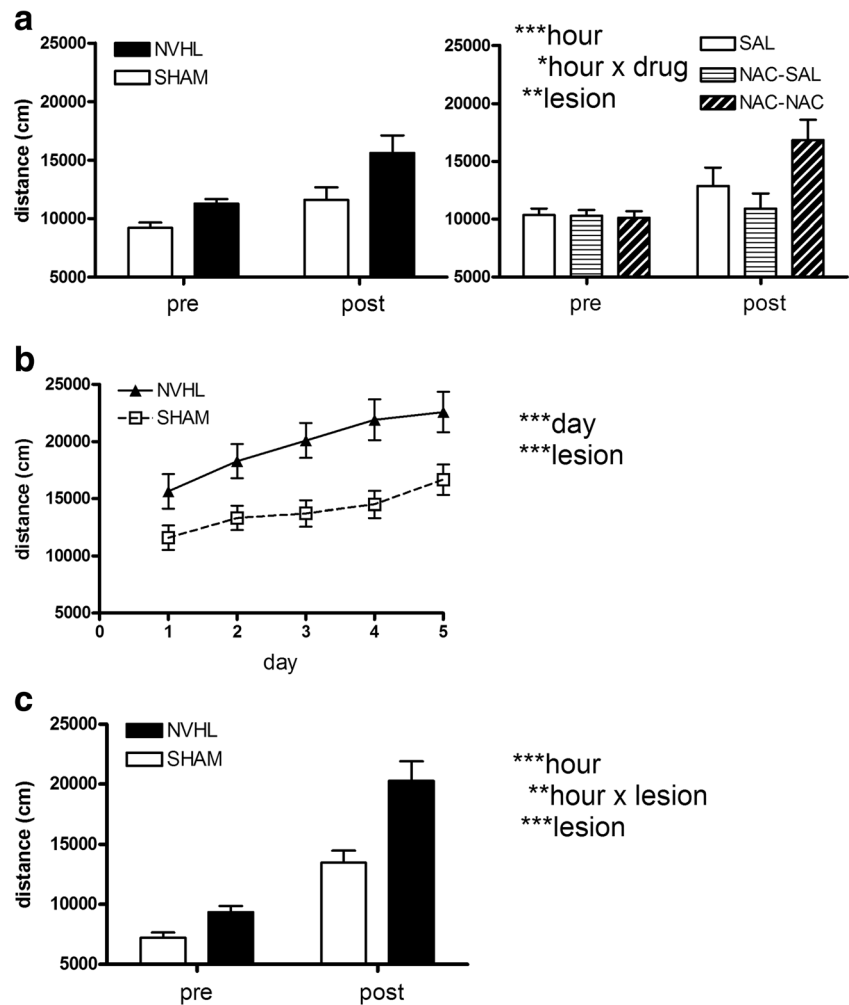 a
25000
20000
15000
10000
5000
distance (cm)
NVHL
SHAM
pre
post
25000
20000
15000
10000
5000
***hour
*hour x drug
**lesion
SAL
NAC-SAL
NAC-NAC
pre
post
b
25000
20000
15000
10000
5000
distance (cm)
NVHL
SHAM
0
1
2
3
4
5
day
***day
***lesion
c
25000
20000
15000
10000
5000
distance (cm)
NVHL
SHAM
pre
post
***hour
**hour x lesion
***lesion